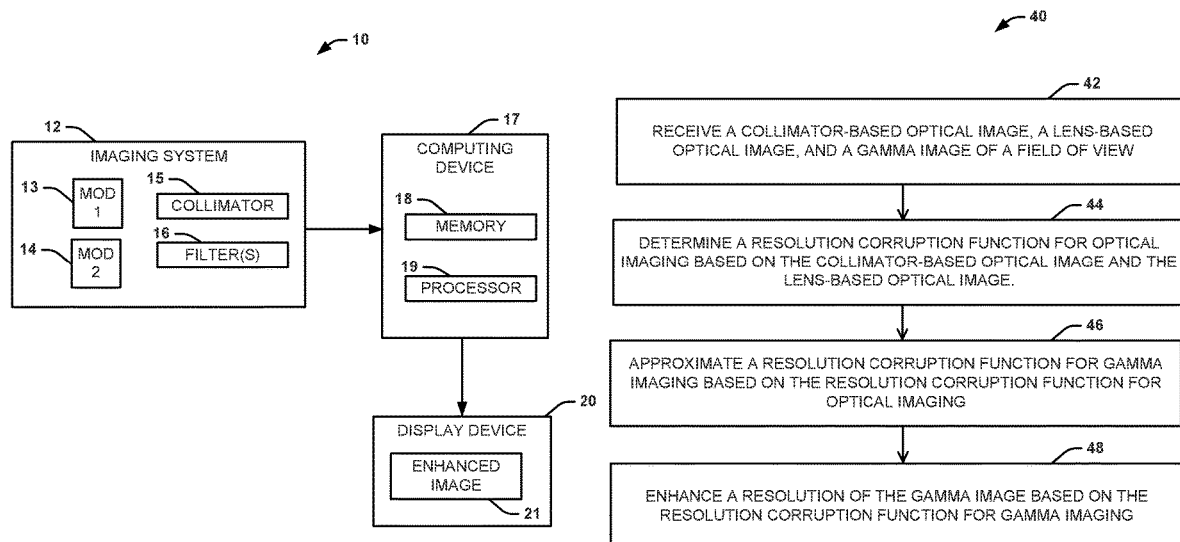 10
12
IMAGING SYSTEM
13
MOD
1
15
COLLIMATOR
14
MOD
2
16
FILTER(S)
17
COMPUTING
DEVICE
18
MEMORY
19
PROCESSOR
20
DISPLAY DEVICE
ENHANCED
IMAGE
21
40
42
RECEIVE A COLLIMATOR-BASED OPTICAL IMAGE, A LENS-BASED
OPTICAL IMAGE, AND A GAMMA IMAGE OF A FIELD OF VIEW
44
DETERMINE A RESOLUTION CORRUPTION FUNCTION FOR OPTICAL
IMAGING BASED ON THE COLLIMATOR-BASED OPTICAL IMAGE AND THE
LENS-BASED OPTICAL IMAGE.
46
APPROXIMATE A RESOLUTION CORRUPTION FUNCTION FOR GAMMA
IMAGING BASED ON THE RESOLUTION CORRUPTION FUNCTION FOR
OPTICAL IMAGING
48
ENHANCE A RESOLUTION OF THE GAMMA IMAGE BASED ON THE
RESOLUTION CORRUPTION FUNCTION FOR GAMMA IMAGING